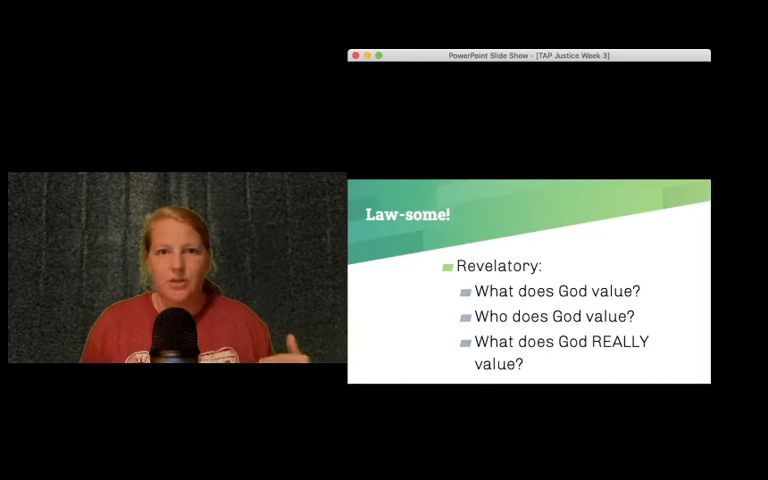 PowerPoint Slide Show - [TAP Justice Week 3]
Law-some!
Revelatory:
What does God value?
Who does God value?
What does God REALLY
value?